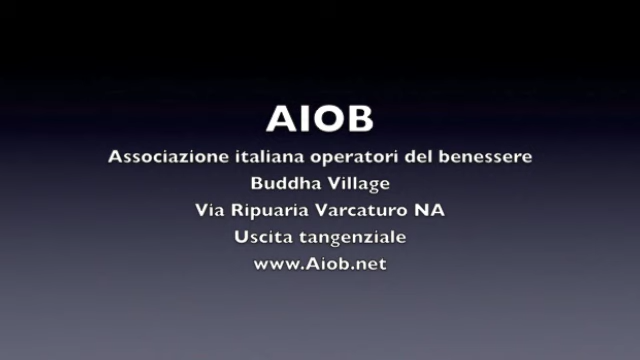 AIOB
Associazione italiana operatori del benessere
Buddha Village
Via Ripuaria Varcaturo NA
Uscita tangenziale
www.Aiob.net